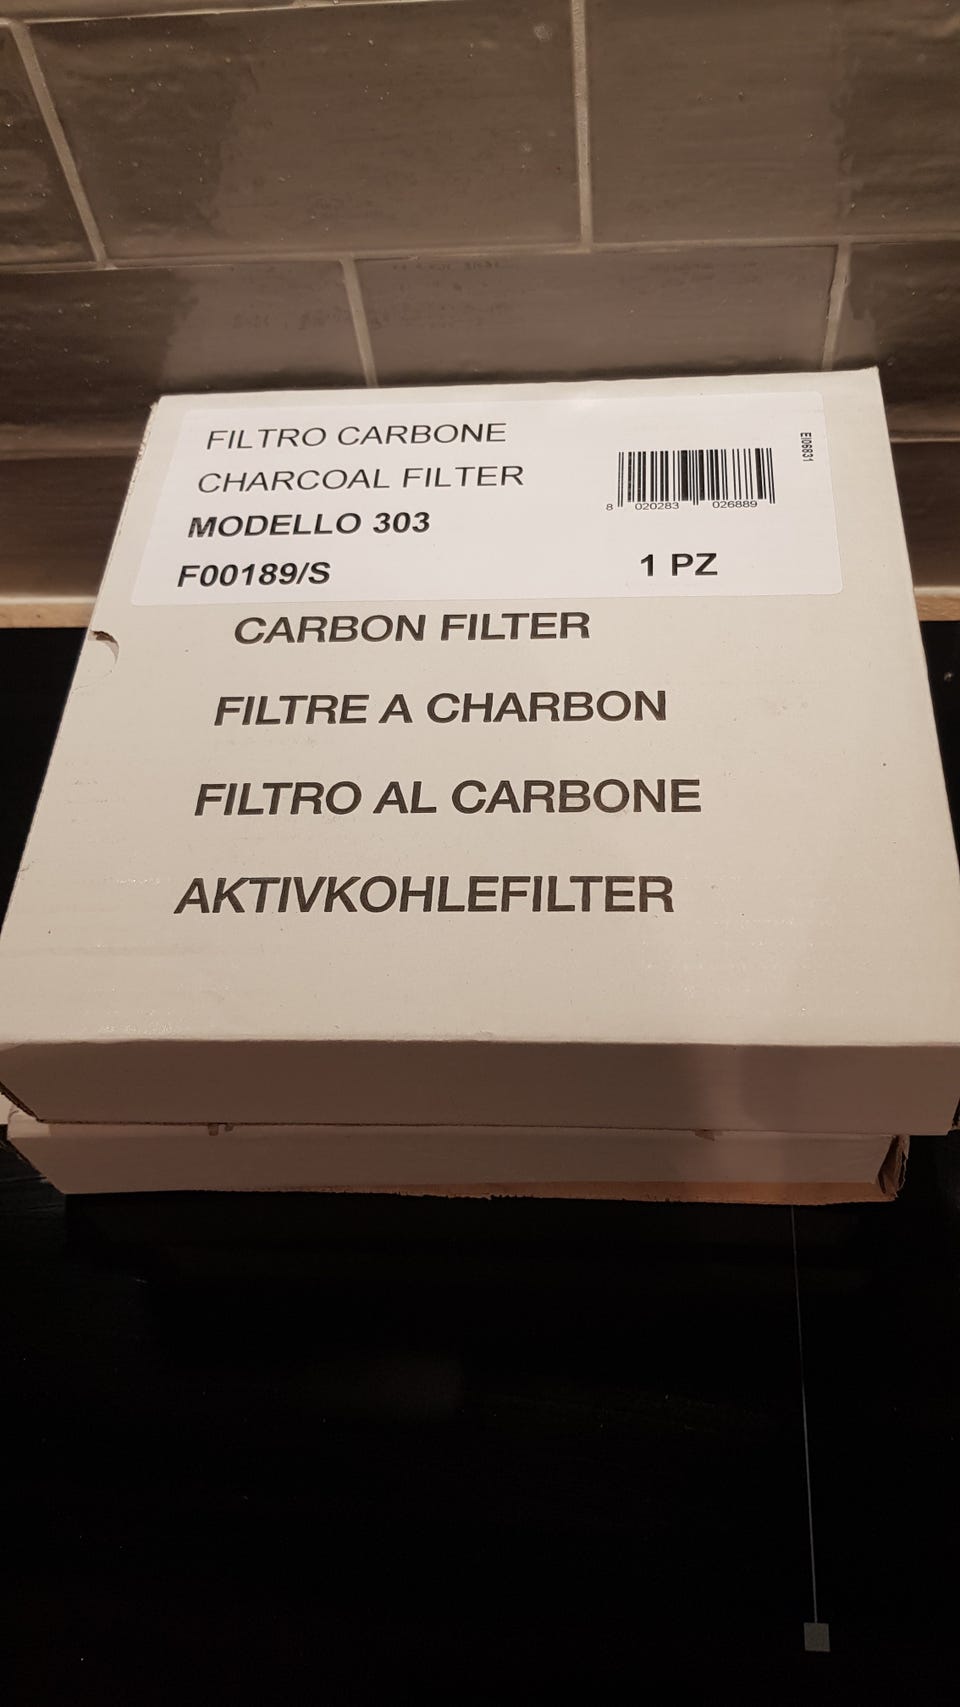 FILTRO CARBONE
CHARCOAL FILTER
MODELLO 303
F00189/S
EI06831
8 020283 026889
1 PZ
CARBON FILTER
FILTRE A CHARBON
FILTRO AL CARBONE
AKTIVKOHLEFILTER